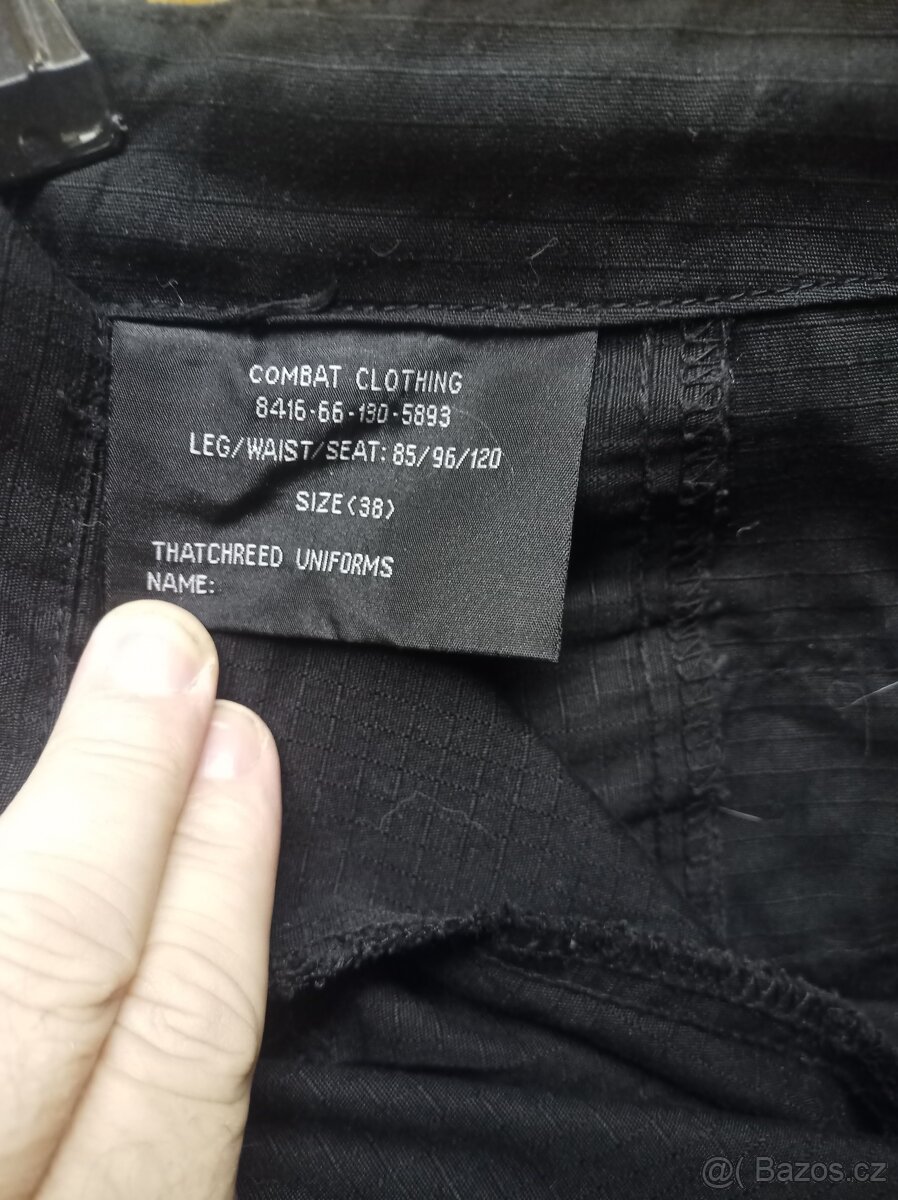 COMBAT CLOTHING
8416-66-130-5893
LEG/WAIST/SEAT: 85/96/120
SIZE<38>
THATCHREED UNIFORMS
NAME:
@( Bazos.cz